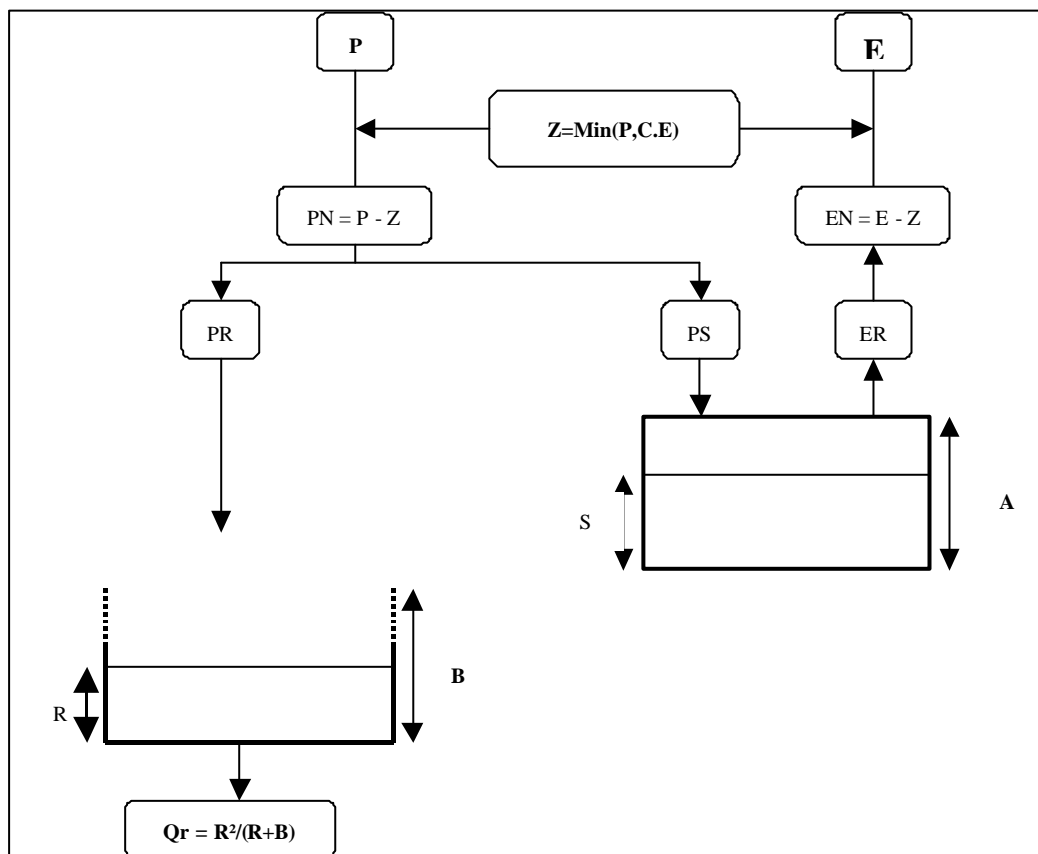 P
E
Z=Min(P,C.E)
PN = P - Z
EN = E - Z
PR
PS
ER
S
A
B
R
Qr = R²/(R+B)